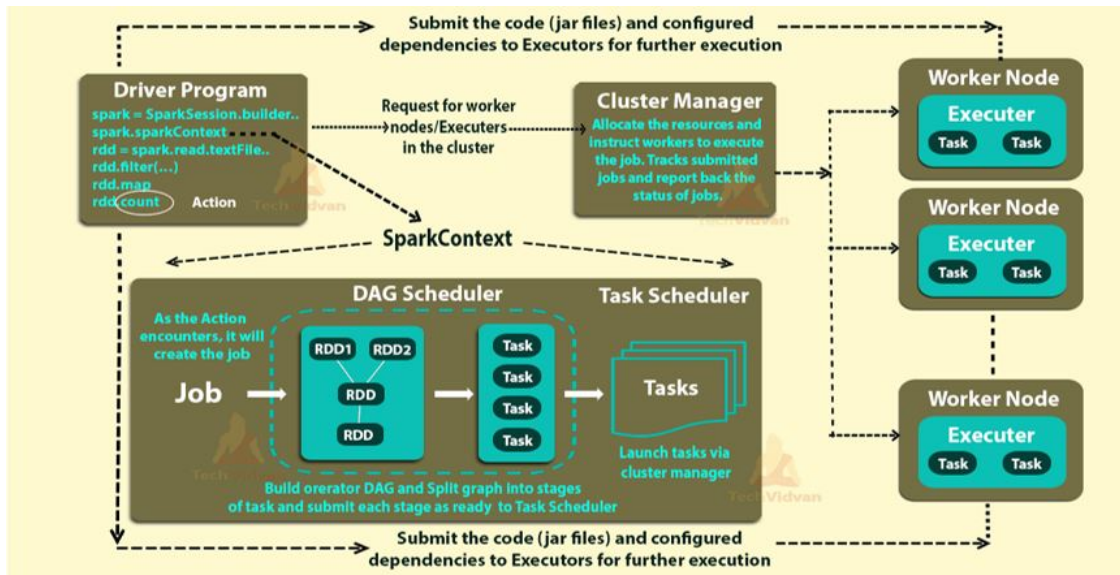 Submit the code (jar files) and configured
dependencies to Executors for further execution
Driver Program
spark = SparkSession.builder..
spark.sparkContext
rdd = spark.read.textFile..
rdd.filter(...)
rdd.map
rdd.count
Action
Request for worker
nodes/Executers
in the cluster
Cluster Manager
Allocate the resources and
instruct workers to execute
the job. Tracks submitted
jobs and report back the
status of jobs.
Worker Node
Executer
Task Task
Worker Node
Executer
Task Task
Worker Node
Executer
Task Task
SparkContext
DAG Scheduler
Task Scheduler
As the Action
encounters, it will
create the job
Job
RDD1 RDD2
RDD
RDD
Task
Task
Task
Task
Tasks
Launch tasks via
cluster manager
Build orerator DAG and Split graph into stages
of task and submit each stage as ready to Task Scheduler
Submit the code (jar files) and configured
dependencies to Executors for further execution
TechVidvan
TechVidvan
TechVidvan
TechVidvan